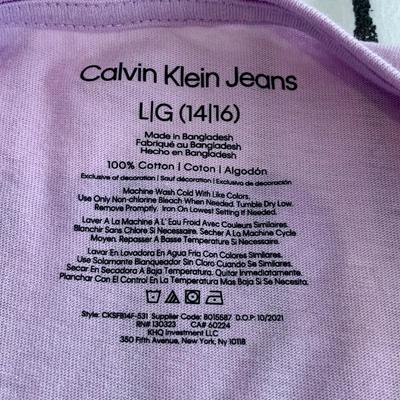 Calvin Klein Jeans
L|G (14|16)
Made in Bangladesh
Fabriqué au Bangladesh
Hecho en Bangladesh
100% Cotton | Coton | Algodón
Exclusive of decoration | Sauf décoration | Exclusivo de decoración
Machine Wash Cold With Like Colors.
Use Only Non-chlorine Bleach When Needed. Tumble Dry Low.
Remove Promptly. Iron On Lowest Setting If Needed.
Laver A La Machine A L' Eau Froid Avec Couleurs Similaires.
Blanchir Sans Chlore Si Necessaire. Secher A La Machine Cycle
Moyen. Repasser A Basse Temperature Si Necessaire.
Lavar En Lavadora En Agua Fria Con Colores Similares.
Use Solamante Blanqueador Sin Cloro Cuando Se Desee.
Secar En Secadora A Baja Temperatura. Quitar Inmediatamente.
Planchar Con El Control En La Temperatura Mas Baja Si Se Necesita
Style: CKSFB14F-531 Supplier Code: 8015587 D.O.P: 10/2021
RN# 130323 CA# 60224
KHQ Investment LLC
350 Fifth Avenue, New York, Ny 10118